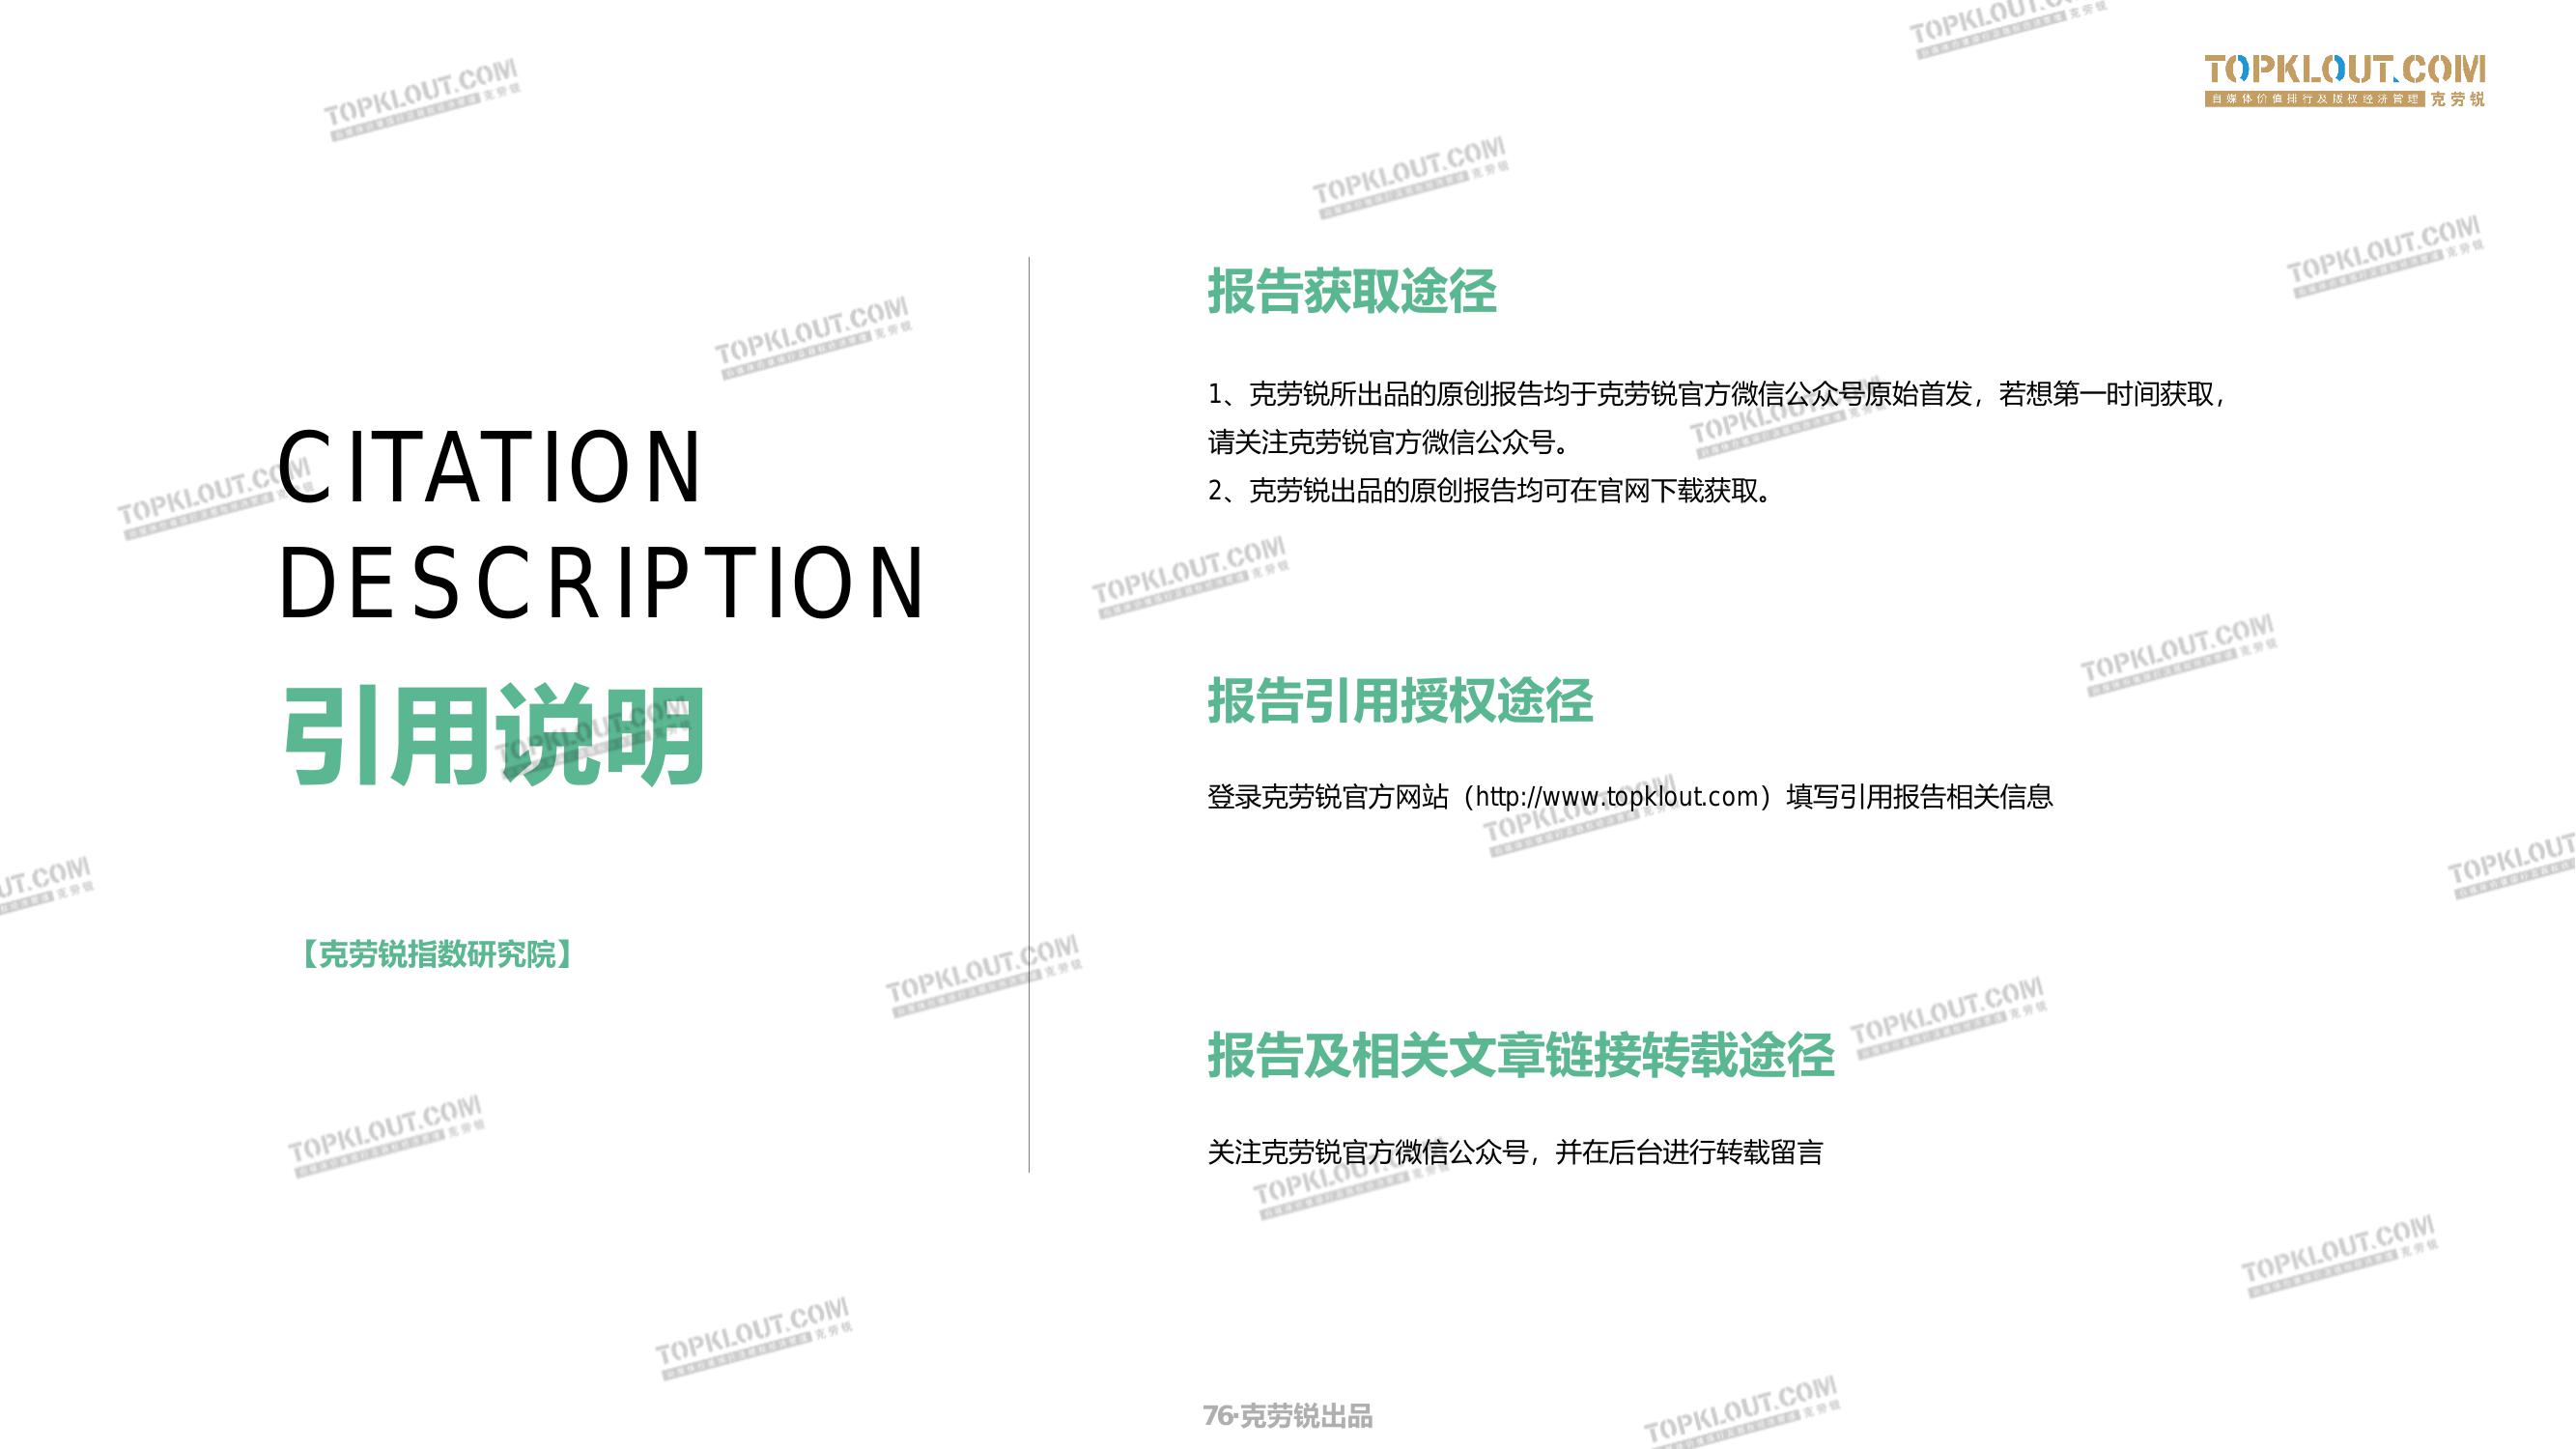 TOPKLOUT.COM
自媒体价值排行及版权经济管理 克劳锐
CITATION
DESCRIPTION
引用说明
【克劳锐指数研究院】
报告获取途径
1、克劳锐所出品的原创报告均于克劳锐官方微信公众号原始首发，若想第一时间获取，
请关注克劳锐官方微信公众号。
2、克劳锐出品的原创报告均可在官网下载获取。
报告引用授权途径
登录克劳锐官方网站（http://www.topklout.com）填写引用报告相关信息
报告及相关文章链接转载途径
关注克劳锐官方微信公众号，并在后台进行转载留言
76·克劳锐出品